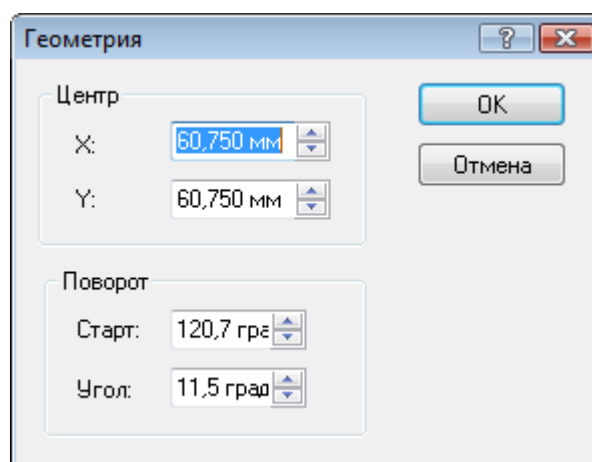 Геометрия
Центр
OK
X: 60,750 мм
Отмена
Y: 60,750 мм
Поворот
Старт: 120,7 гра
Угол: 11,5 град